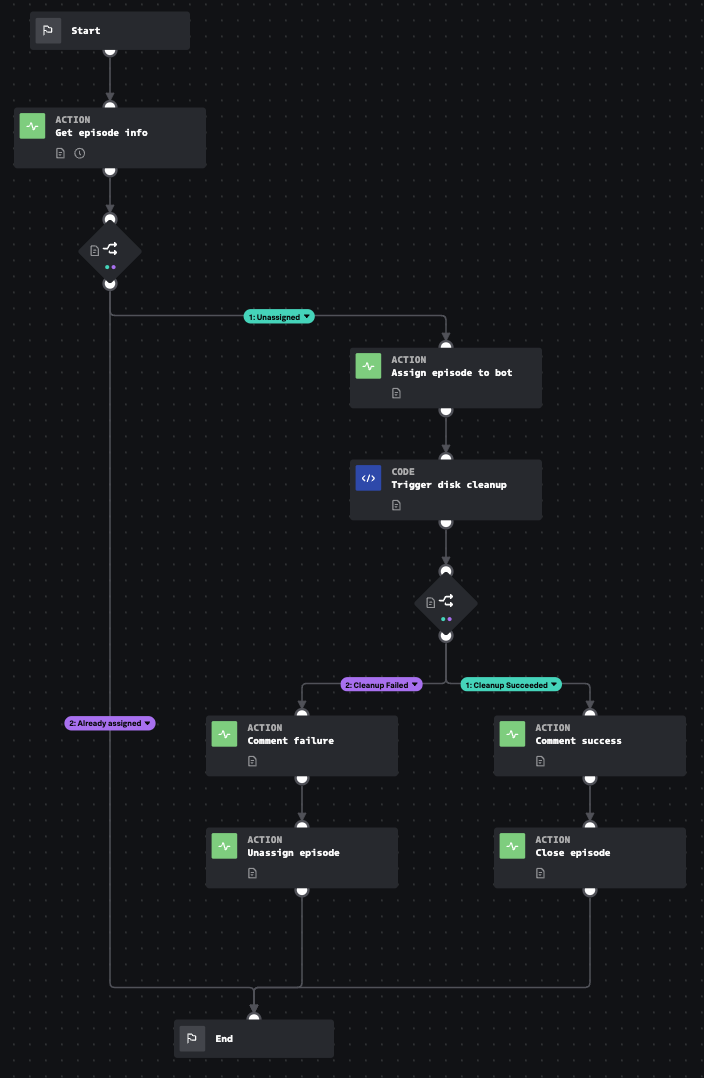 Start
ACTION
Get episode info
1: Unassigned
ACTION
Assign episode to bot
CODE
</>
Trigger disk cleanup
2: Cleanup Failed
1: Cleanup Succeeded
2: Already assigned
ACTION
Comment failure
ACTION
Comment success
ACTION
Unassign episode
ACTION
Close episode
End